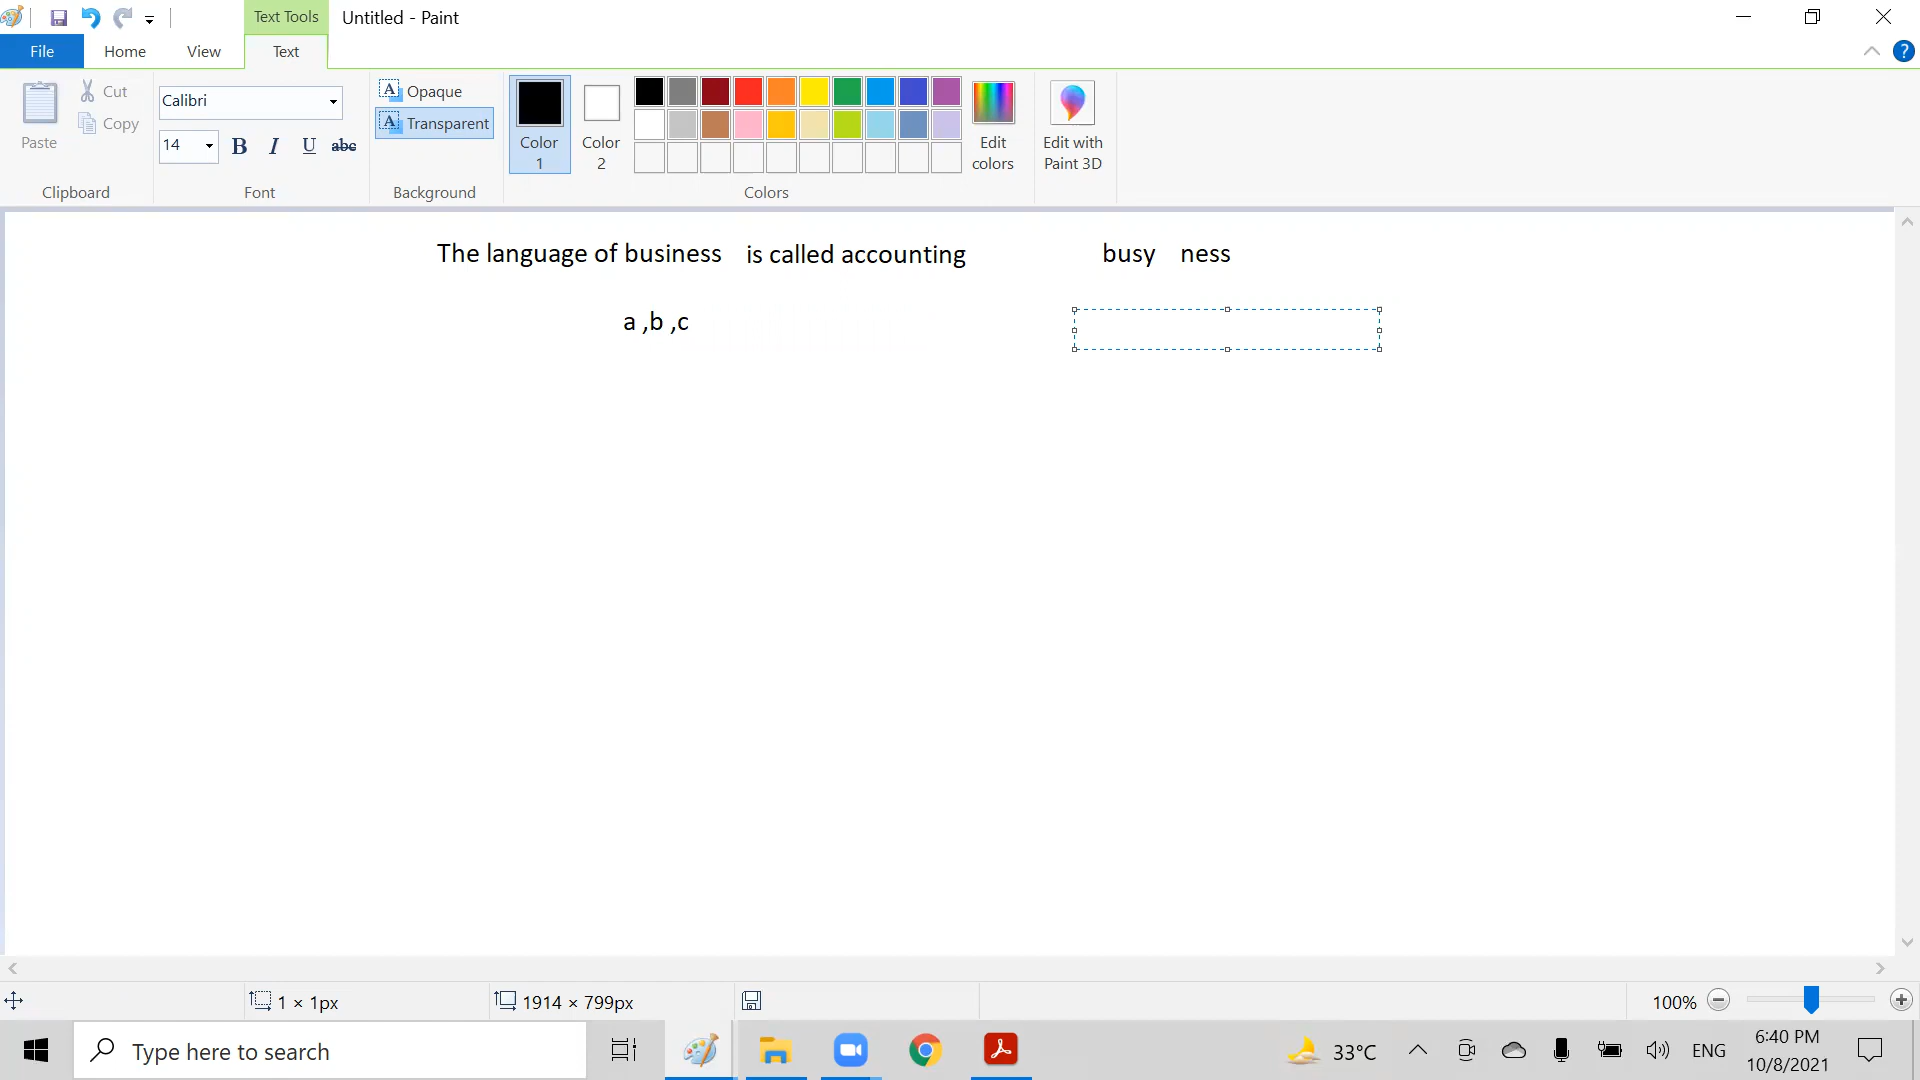 Text Tools Untitled - Paint
File Home View Text
Paste Cut Copy Clipboard
Calibri
14 B I U abc
Font
A Opaque
A Transparent
Background
Color 1
Color 2
Colors
Edit colors
Edit with Paint 3D
The language of business is called accounting busy ness
a ,b ,c
1 × 1px 1914 × 799px 100%
Type here to search 33°C ENG 6:40 PM
10/8/2021